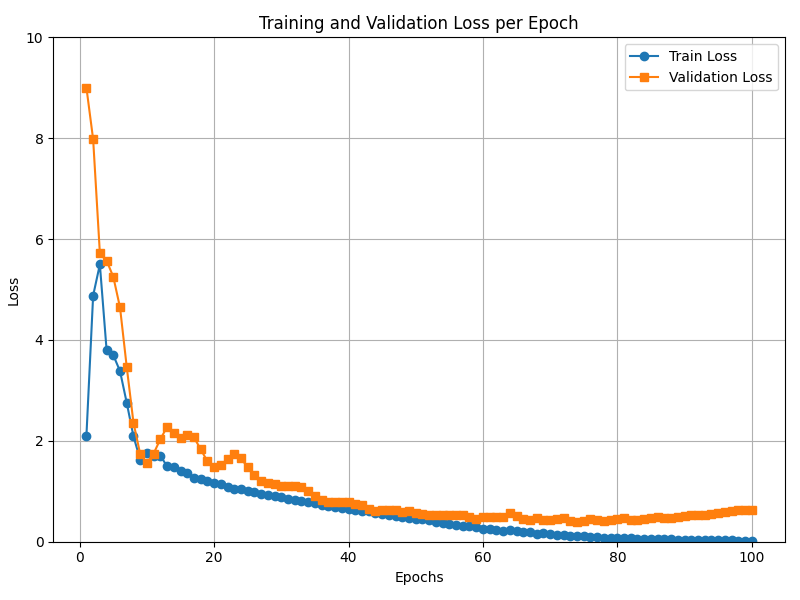 Training and Validation Loss per Epoch
Train Loss
Validation Loss
10
8
6
4
2
0
Loss
0 20 40 60 80 100
Epochs